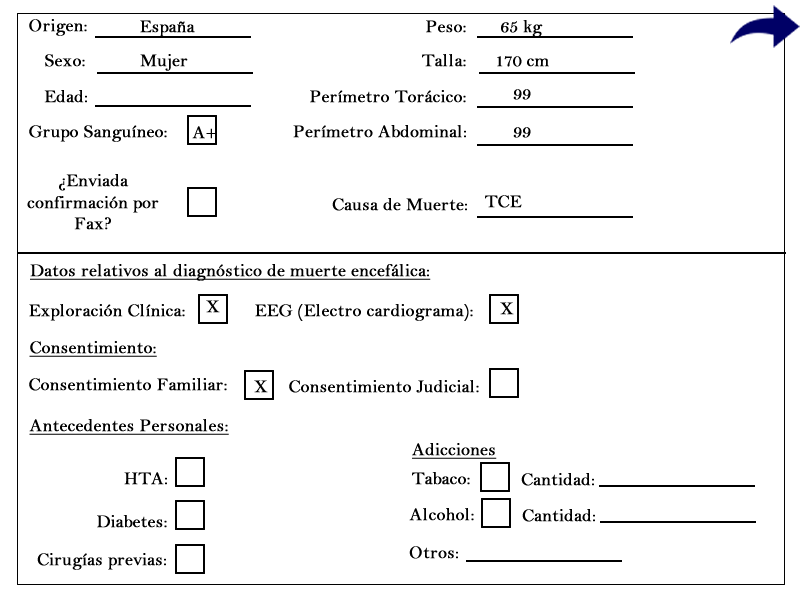 Origen: España Peso: 65 kg
Sexo: Mujer Talla: 170 cm
Edad: Perímetro Torácico: 99
Grupo Sanguíneo: A+ Perímetro Abdominal: 99
¿Enviada
confirmación por
Fax?
Causa de Muerte: TCE
Datos relativos al diagnóstico de muerte encefálica:
Exploración Clínica: X EEG (Electro cardiograma): X
Consentimiento:
Consentimiento Familiar: X Consentimiento Judicial:
Antecedentes Personales:
HTA:
Diabetes:
Cirugías previas:
Adicciones
Tabaco: Cantidad:
Alcohol: Cantidad:
Otros: